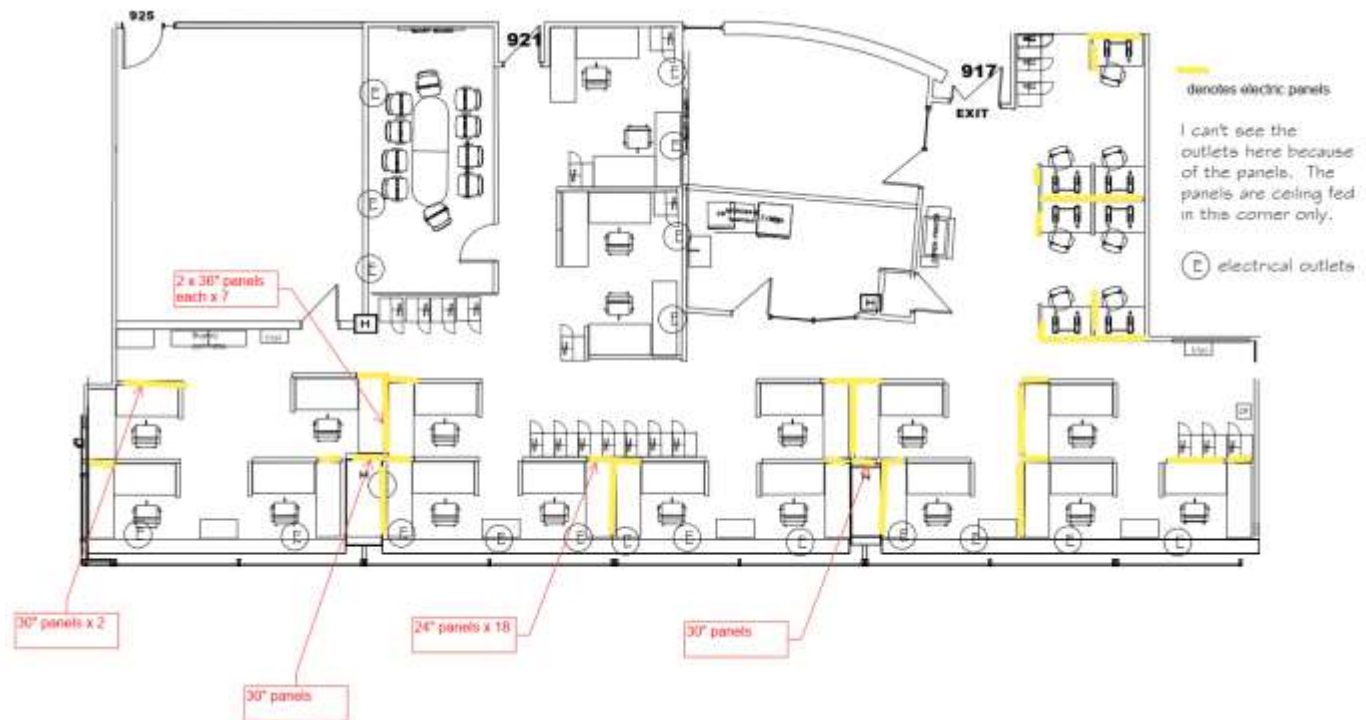 925
921
917
EXIT
denotes electric panels
I can't see the
outlets here because
of the panels. The
panels are ceiling fed
in this corner only.
E electrical outlets
E
E
E
E
E
E
E
2 x 36" panels
each x 7
H
H
H
H
E
E
E
E
E
E
E
E
E
E
E
E
30" panels x 2
24" panels x 18
30" panels
30" panels